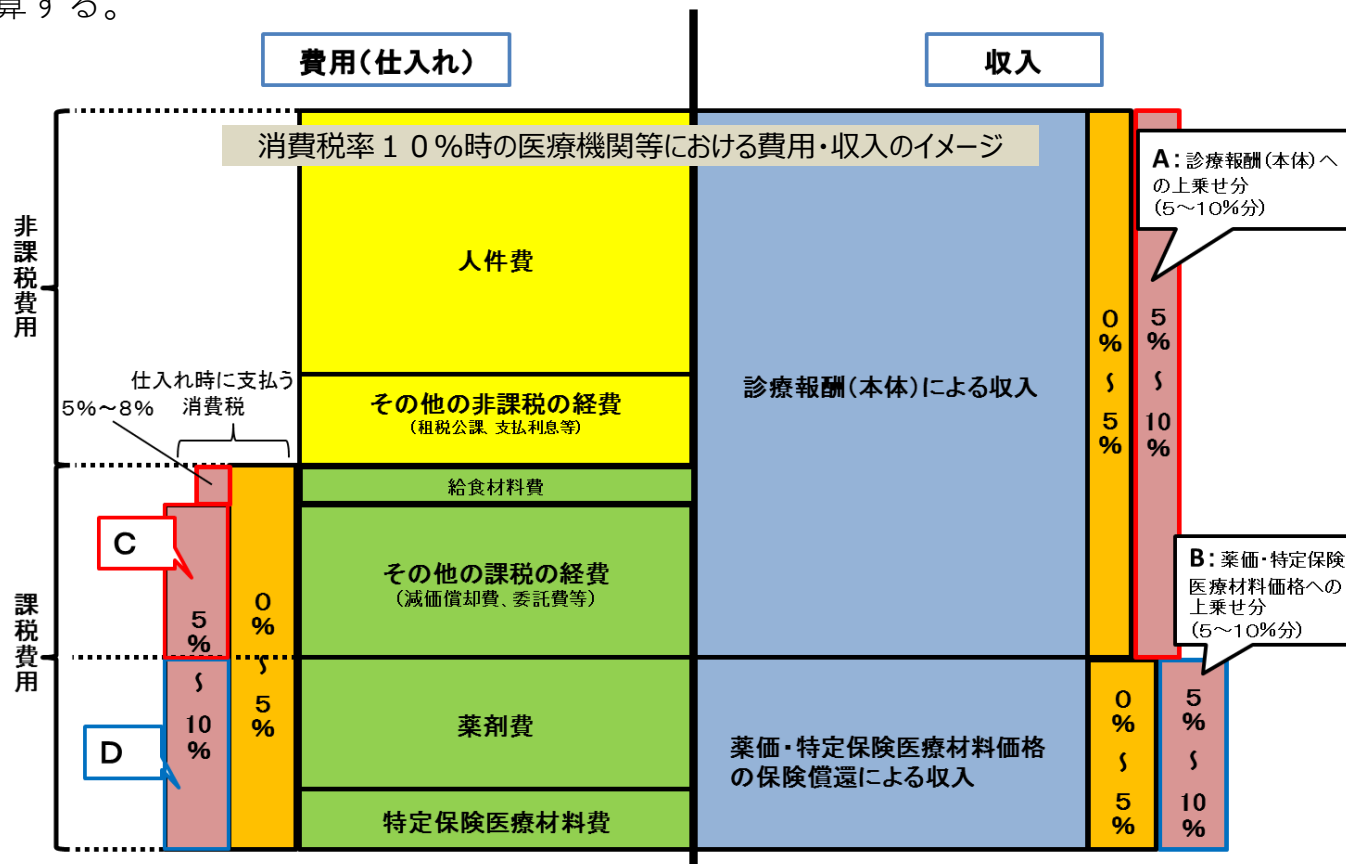 算する。
費用(仕入れ)
収入
消費税率10%時の医療機関等における費用・収入のイメージ
A:診療報酬(本体)へ
の上乗せ分
(5~10%分)
非課税費用
人件費
0%~5%
5%~10%
仕入れ時に支払う
消費税
5%~8%
その他の非課税の経費
(租税公課、支払利息等)
診療報酬(本体)による収入
給食材料費
C
その他の課税の経費
(減価償却費、委託費等)
B:薬価・特定保険
医療材料価格への
上乗せ分
(5~10%分)
課税費用
5%~10%
0%~5%
D
薬剤費
薬価・特定保険医療材料価格
の保険償還による収入
0%~5%
5%~10%
特定保険医療材料費